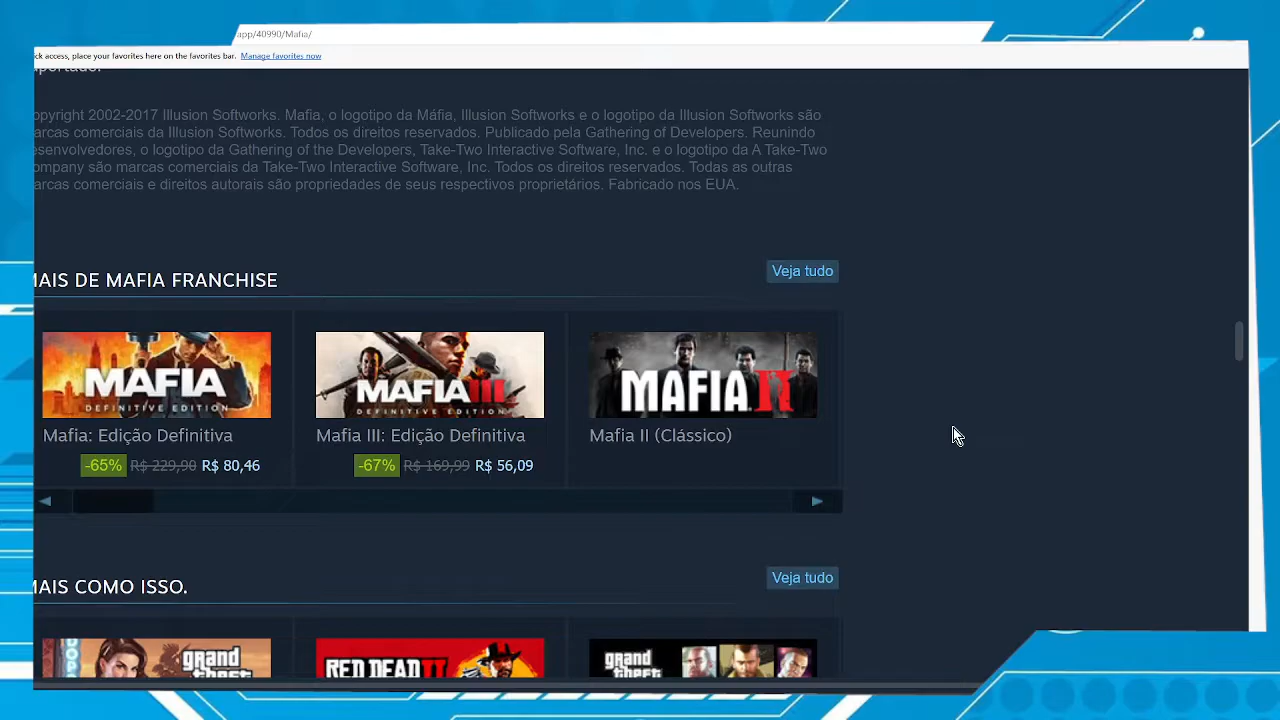 app/40990/Mafia/
ick access, place your favorites here on the favorites bar. Manage favorites now
opyright 2002-2017 Illusion Softworks. Mafia, o logotipo da Máfia, Illusion Softworks e o logotipo da Illusion Softworks são
arcas comerciais da Illusion Softworks. Todos os direitos reservados. Publicado pela Gathering of Developers. Reunindo
esenvolvedores, o logotipo da Gathering of the Developers, Take-Two Interactive Software, Inc. e o logotipo da A Take-Two
ompany são marcas comerciais da Take-Two Interactive Software, Inc. Todos os direitos reservados. Todas as outras
arcas comerciais e direitos autorais são propriedades de seus respectivos proprietários. Fabricado nos EUA.
MAIS DE MAFIA FRANCHISE
Veja tudo
MAFIA
DEFINITIVE EDITION
MAFIA III
DEFINITIVE EDITION
MAFIA II
Mafia: Edição Definitiva
Mafia III: Edição Definitiva
Mafia II (Clássico)
-65% R$ 229,90 R$ 80,46
-67% R$ 169,99 R$ 56,09
MAIS COMO ISSO.
Veja tudo
grand
RED DEAD II
grand